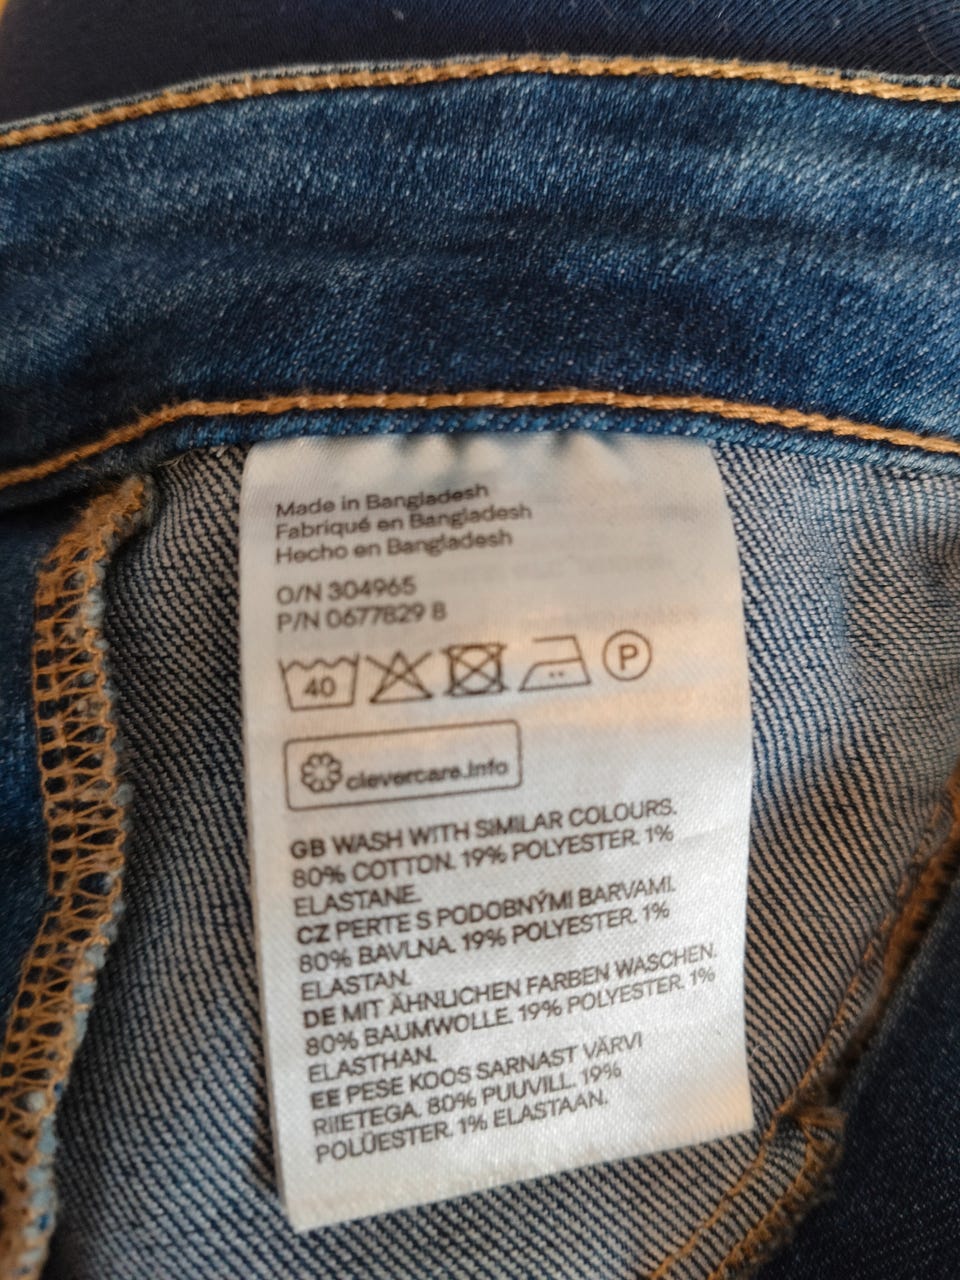 Made in Bangladesh
Fabriqué en Bangladesh
Hecho en Bangladesh
O/N 304965
P/N 0677829 8
40 P
clevercare.info
GB WASH WITH SIMILAR COLOURS.
80% COTTON. 19% POLYESTER. 1%
ELASTANE.
CZ PERTE S PODOBNÝMI BARVAMI.
80% BAVLNA. 19% POLYESTER. 1%
ELASTAN.
DE MIT ÄHNLICHEN FARBEN WASCHEN.
80% BAUMWOLLE. 19% POLYESTER. 1%
ELASTHAN.
EE PESE KOOS SARNAST VÄRVI
RIIETEGA. 80% PUUVILL. 19%
POLÜESTER. 1% ELASTAAN.